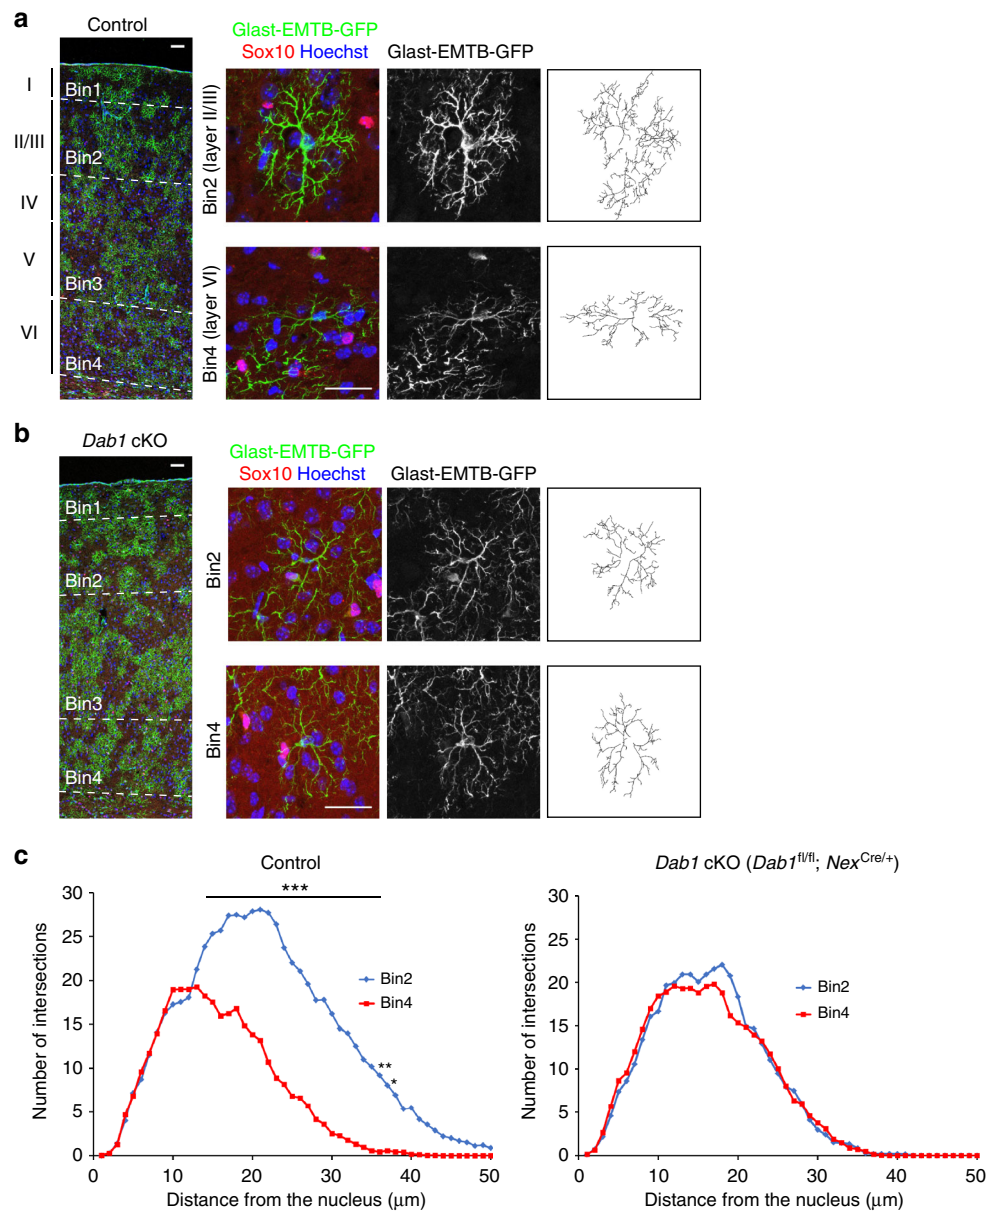 a
Control
I
II/III
IV
V
VI
Bin1
Bin2
Bin3
Bin4
Glast-EMTB-GFP
Sox10 Hoechst
Glast-EMTB-GFP
Bin2 (layer II/III)
Bin4 (layer VI)
b
Dab1 cKO
Bin1
Bin2
Bin3
Bin4
Glast-EMTB-GFP
Sox10 Hoechst
Glast-EMTB-GFP
Bin2
Bin4
c
Control
***
**
*
Bin2
Bin4
Number of intersections
30
25
20
15
10
5
0
0 10 20 30 40 50
Distance from the nucleus (μm)
Dab1 cKO (Dab1fl/fl; NexCre/+)
Bin2
Bin4
Number of intersections
30
25
20
15
10
5
0
0 10 20 30 40 50
Distance from the nucleus (μm)